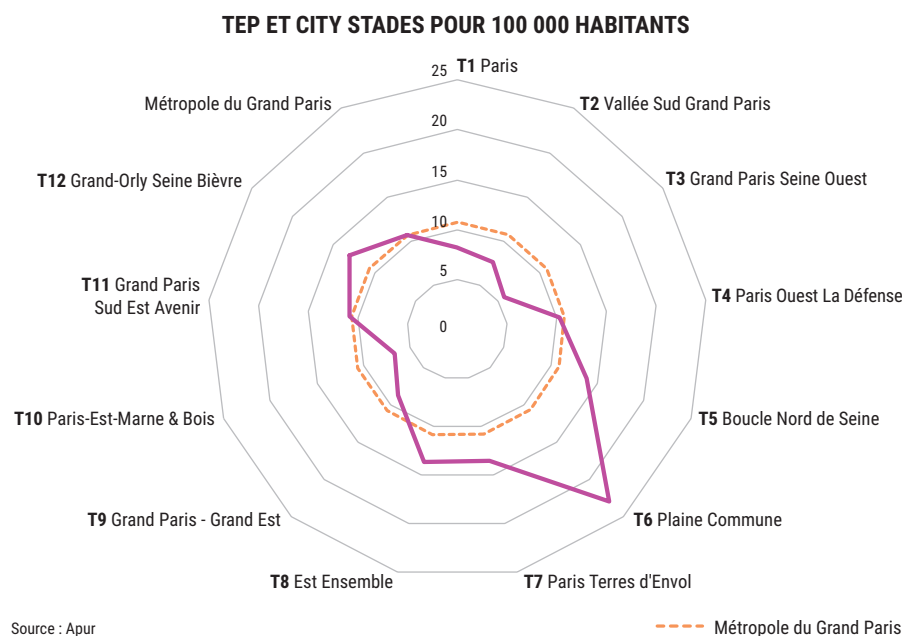 TEP ET CITY STADES POUR 100 000 HABITANTS
25
T1 Paris
Métropole du Grand Paris
T2 Vallée Sud Grand Paris
20
T12 Grand-Orly Seine Bièvre
15
T3 Grand Paris Seine Ouest
10
T11 Grand Paris
Sud Est Avenir
5
T4 Paris Ouest La Défense
0
T10 Paris-Est-Marne & Bois
T5 Boucle Nord de Seine
T9 Grand Paris - Grand Est
T6 Plaine Commune
T8 Est Ensemble
T7 Paris Terres d'Envol
Source : Apur
Métropole du Grand Paris